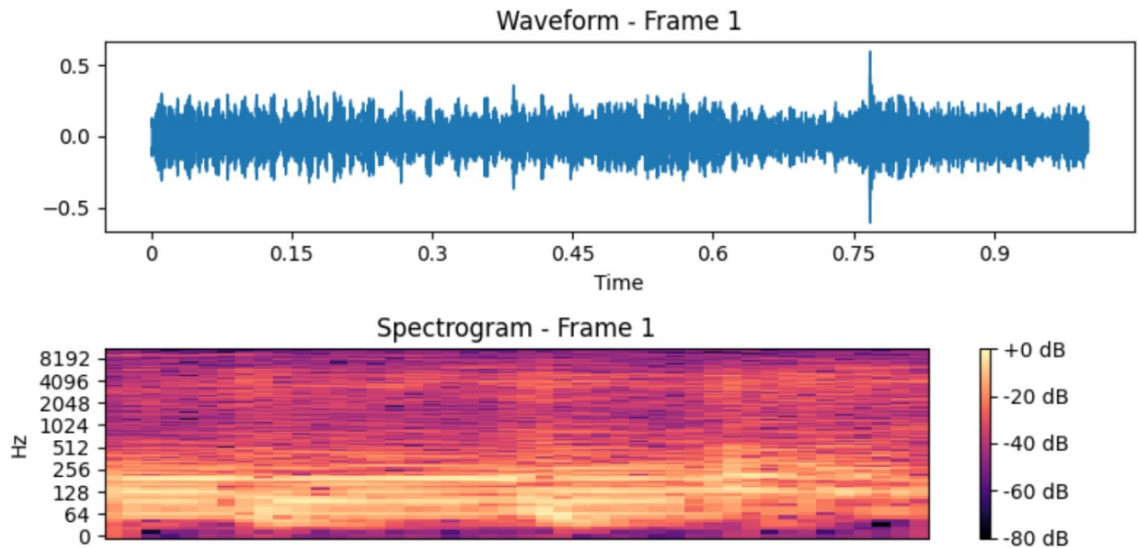 Waveform - Frame 1
0.5
0.0
−0.5
0 0.15 0.3 0.45 0.6 0.75 0.9
Time
Spectrogram - Frame 1
8192
4096
2048
1024
512
256
128
64
0
Hz
+0 dB
-20 dB
-40 dB
-60 dB
-80 dB